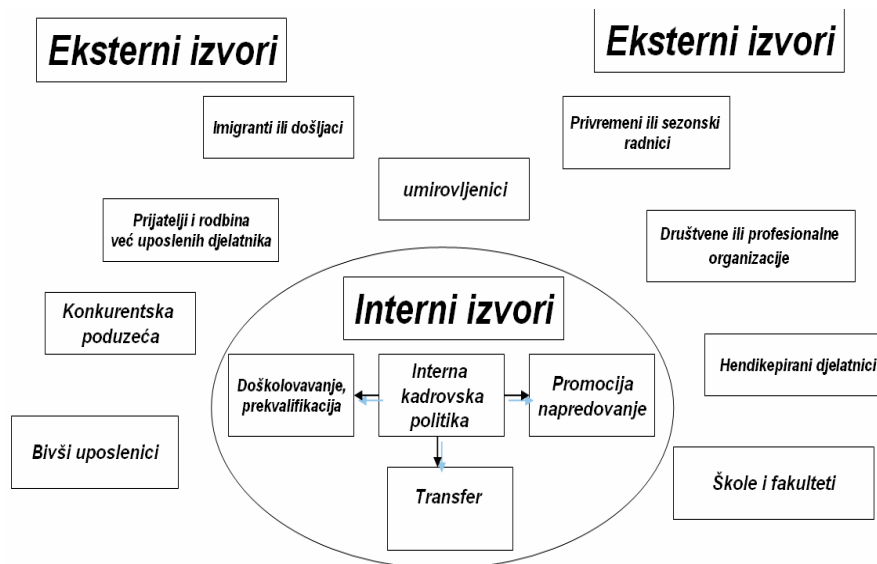 Eksterni izvori
Eksterni izvori
Imigranti ili došljaci
Privremeni ili sezonski
radnici
umirovljenici
Prijatelji i rodbina
već uposlenih djelatnika
Društvene ili profesionalne
organizacije
Interni izvori
Konkurentska
poduzeća
Hendikepirani djelatnici
Doškolovavanje,
prekvalifikacija
Interna
kadrovska
politika
Promocija
napredovanje
Bivši uposlenici
Transfer
Škole i fakulteti